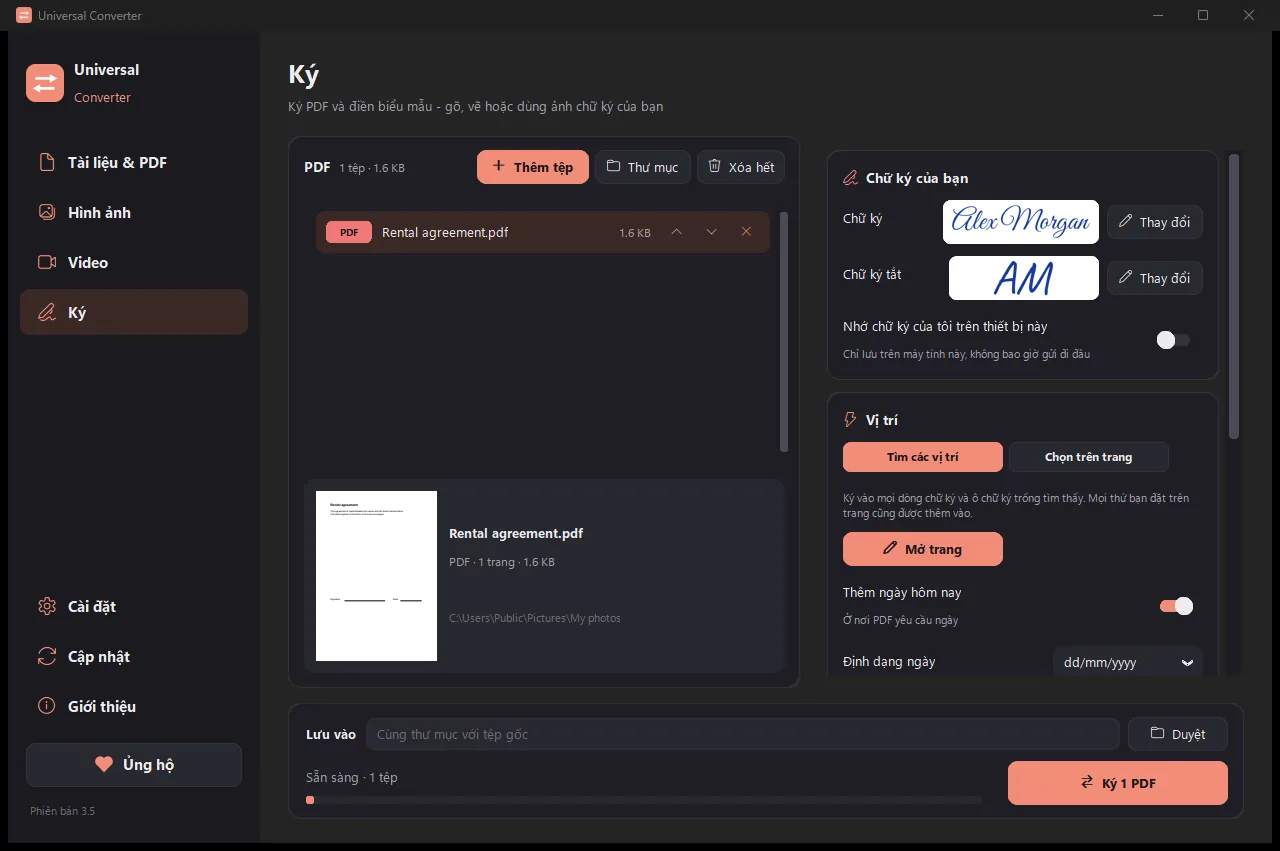 Universal Converter
Universal
Converter
Tài liệu & PDF
Hình ảnh
Video
Ký
Cài đặt
Cập nhật
Giới thiệu
Ủng hộ
Phiên bản 3.5
Ký
Ký PDF và điền biểu mẫu - gõ, vẽ hoặc dùng ảnh chữ ký của bạn
PDF 1 tệp · 1.6 KB
Thêm tệp
Thư mục
Xóa hết
PDF Rental agreement.pdf 1.6 KB
Rental agreement
Rental agreement.pdf
PDF · 1 trang · 1.6 KB
C:\Users\Public\Pictures\My photos
Chữ ký của bạn
Chữ ký
Alex Morgan
Thay đổi
Chữ ký tắt
AM
Thay đổi
Nhớ chữ ký của tôi trên thiết bị này
Chỉ lưu trên máy tính này, không bao giờ gửi đi đâu
Vị trí
Tìm các vị trí
Chọn trên trang
Ký vào mọi dòng chữ ký và ô chữ ký trống tìm thấy. Mọi thứ bạn đặt trên
trang cũng được thêm vào.
Mở trang
Thêm ngày hôm nay
Ở nơi PDF yêu cầu ngày
Định dạng ngày
dd/mm/yyyy
Lưu vào
Cùng thư mục với tệp gốc
Duyệt
Sẵn sàng · 1 tệp
Ký 1 PDF